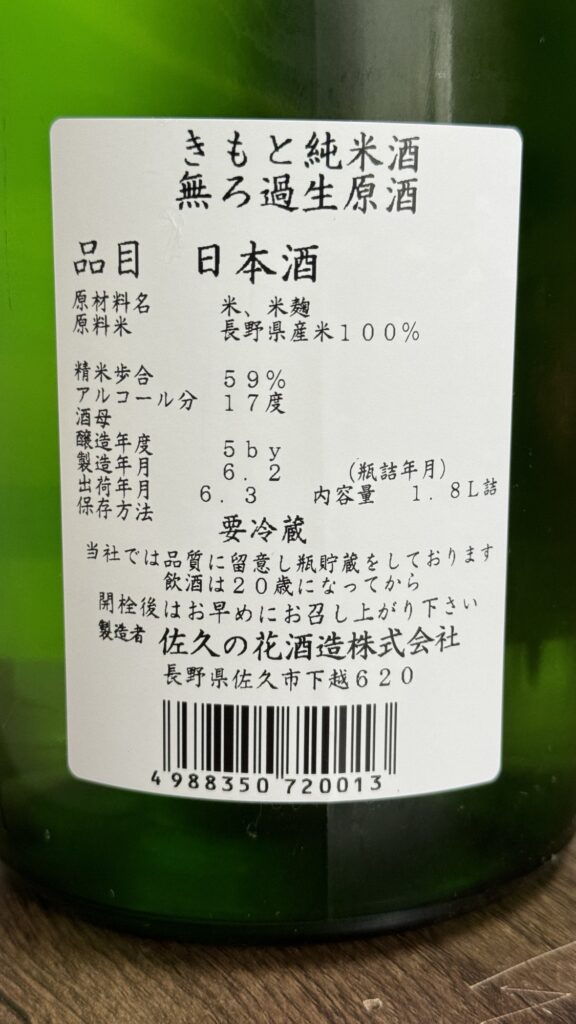 きもと純米酒
無ろ過生原酒
品目 日本酒
原材料名 米、米麹
原料米 長野県産米100%
精米歩合 59%
アルコール分 17度
酒母
醸造年度 5by
製造年月 6.2 (瓶詰年月)
出荷年月 6.3 内容量 1.8L詰
保存方法
要冷蔵
当社では品質に留意し瓶貯蔵をしております
飲酒は20歳になってから
開栓後はお早めにお召し上がり下さい
製造者 佐久の花酒造株式会社
長野県佐久市下越620
4988350 720013